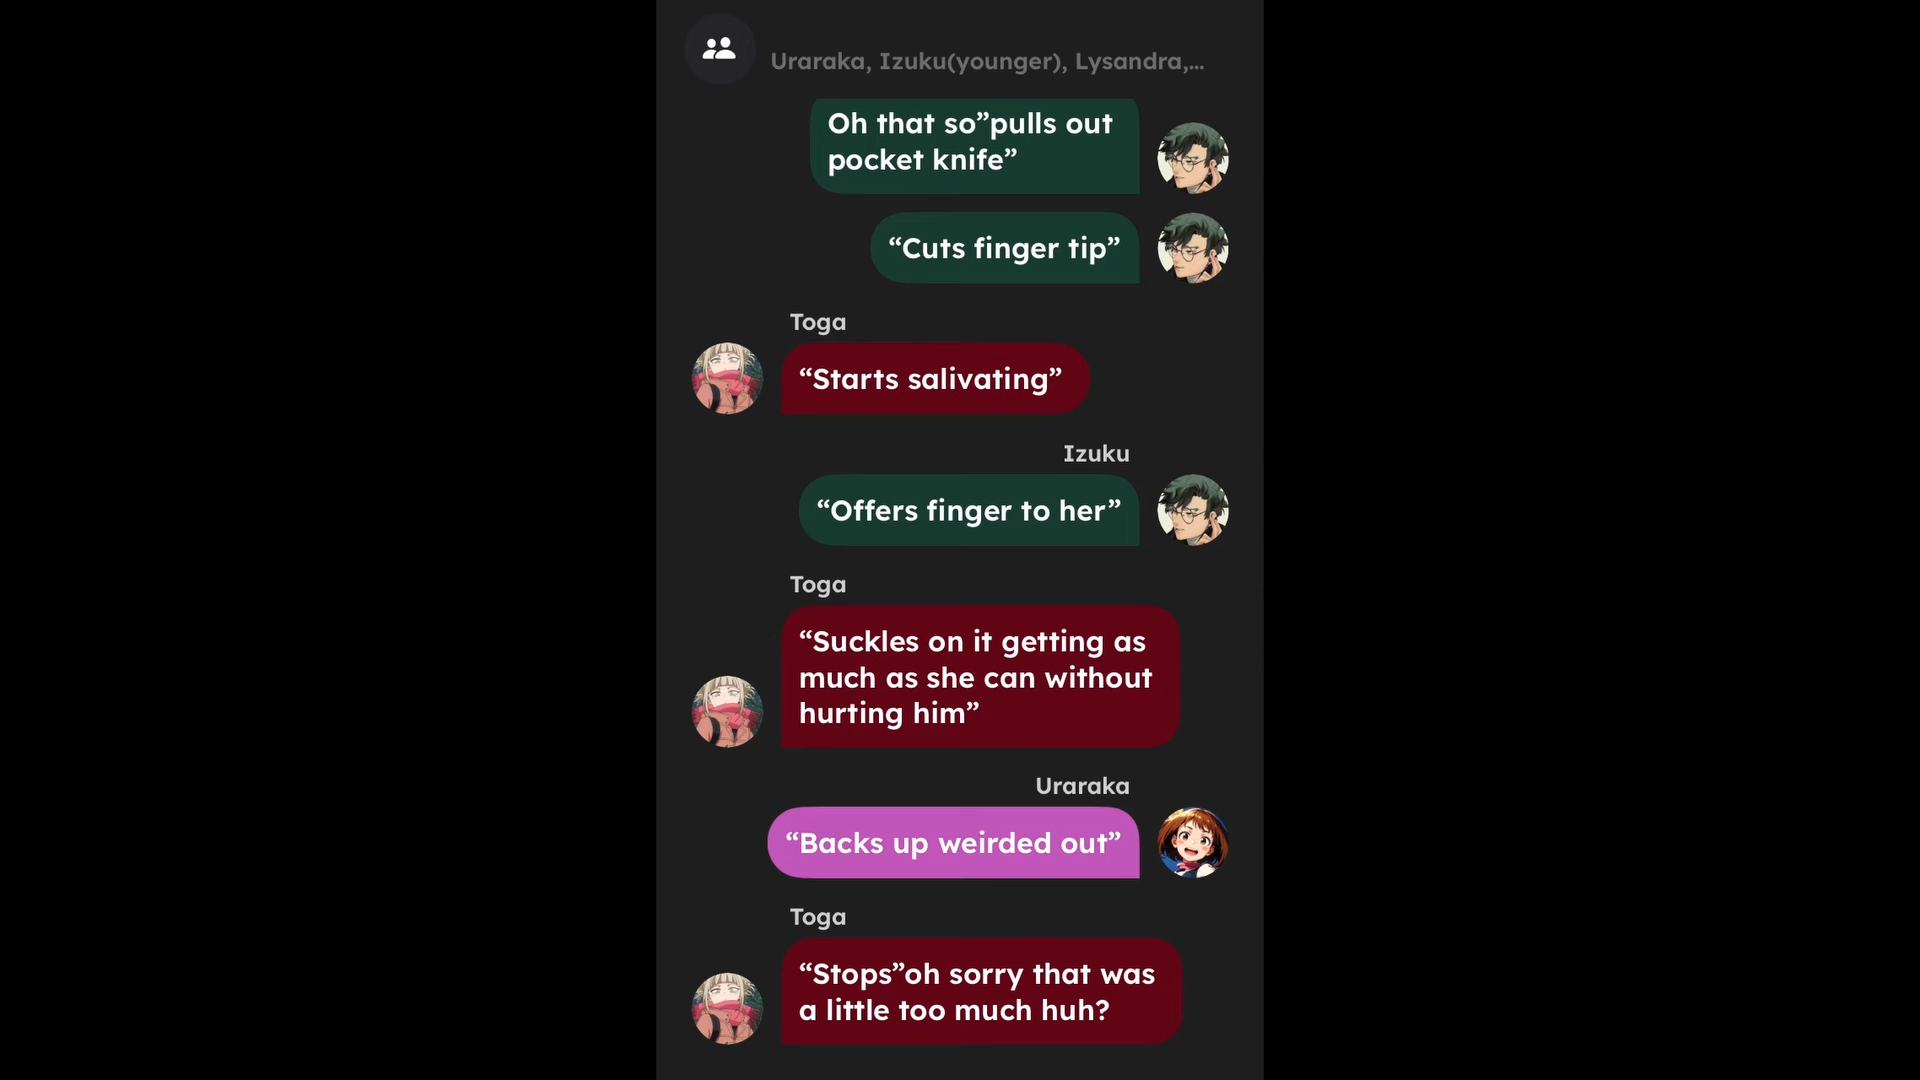 Uraraka, Izuku(younger), Lysandra,...
Oh that so”pulls out
pocket knife”
“Cuts finger tip”
Toga
“Starts salivating”
Izuku
“Offers finger to her”
Toga
“Suckles on it getting as
much as she can without
hurting him”
Uraraka
“Backs up weirded out”
Toga
“Stops”oh sorry that was
a little too much huh?